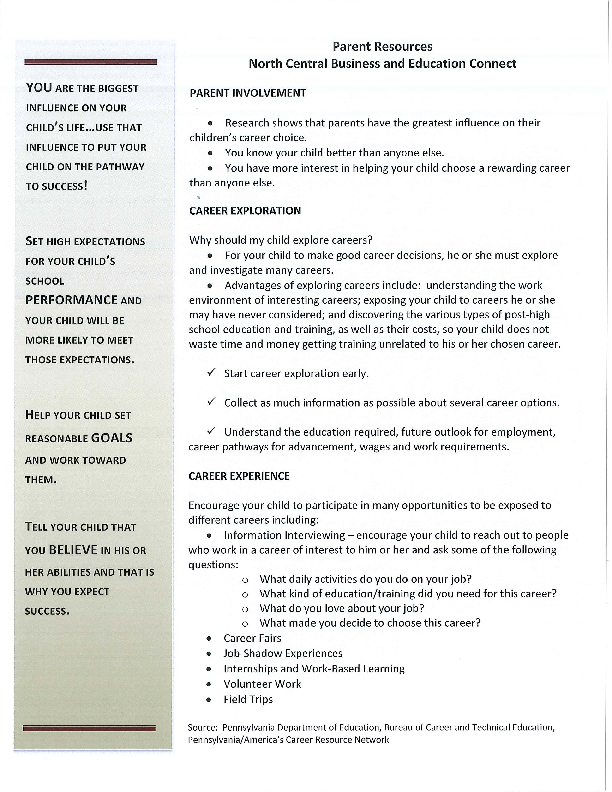 Parent Resources
North Central Business and Education Connect
YOU ARE THE BIGGEST
INFLUENCE ON YOUR
CHILD'S LIFE...USE THAT
INFLUENCE TO PUT YOUR
CHILD ON THE PATHWAY
TO SUCCESS!
SET HIGH EXPECTATIONS
FOR YOUR CHILD'S
SCHOOL
PERFORMANCE AND
YOUR CHILD WILL BE
MORE LIKELY TO MEET
THOSE EXPECTATIONS.
HELP YOUR CHILD SET
REASONABLE GOALS
AND WORK TOWARD
THEM.
TELL YOUR CHILD THAT
YOU BELIEVE IN HIS OR
HER ABILITIES AND THAT IS
WHY YOU EXPECT
SUCCESS.
PARENT INVOLVEMENT
• Research shows that parents have the greatest influence on their
children's career choice.
• You know your child better than anyone else.
• You have more interest in helping your child choose a rewarding career
than anyone else.
CAREER EXPLORATION
Why should my child explore careers?
• For your child to make good career decisions, he or she must explore
and investigate many careers.
• Advantages of exploring careers include: understanding the work
environment of interesting careers; exposing your child to careers he or she
may have never considered; and discovering the various types of post-high
school education and training, as well as their costs, so your child does not
waste time and money getting training unrelated to his or her chosen career.
✓ Start career exploration early.
✓ Collect as much information as possible about several career options.
✓ Understand the education required, future outlook for employment,
career pathways for advancement, wages and work requirements.
CAREER EXPERIENCE
Encourage your child to participate in many opportunities to be exposed to
different careers including:
• Information Interviewing – encourage your child to reach out to people
who work in a career of interest to him or her and ask some of the following
questions:
o What daily activities do you do on your job?
o What kind of education/training did you need for this career?
o What do you love about your job?
o What made you decide to choose this career?
• Career Fairs
• Job Shadow Experiences
• Internships and Work-Based Learning
• Volunteer Work
• Field Trips
Source: Pennsylvania Department of Education, Bureau of Career and Technical Education,
Pennsylvania/America's Career Resource Network